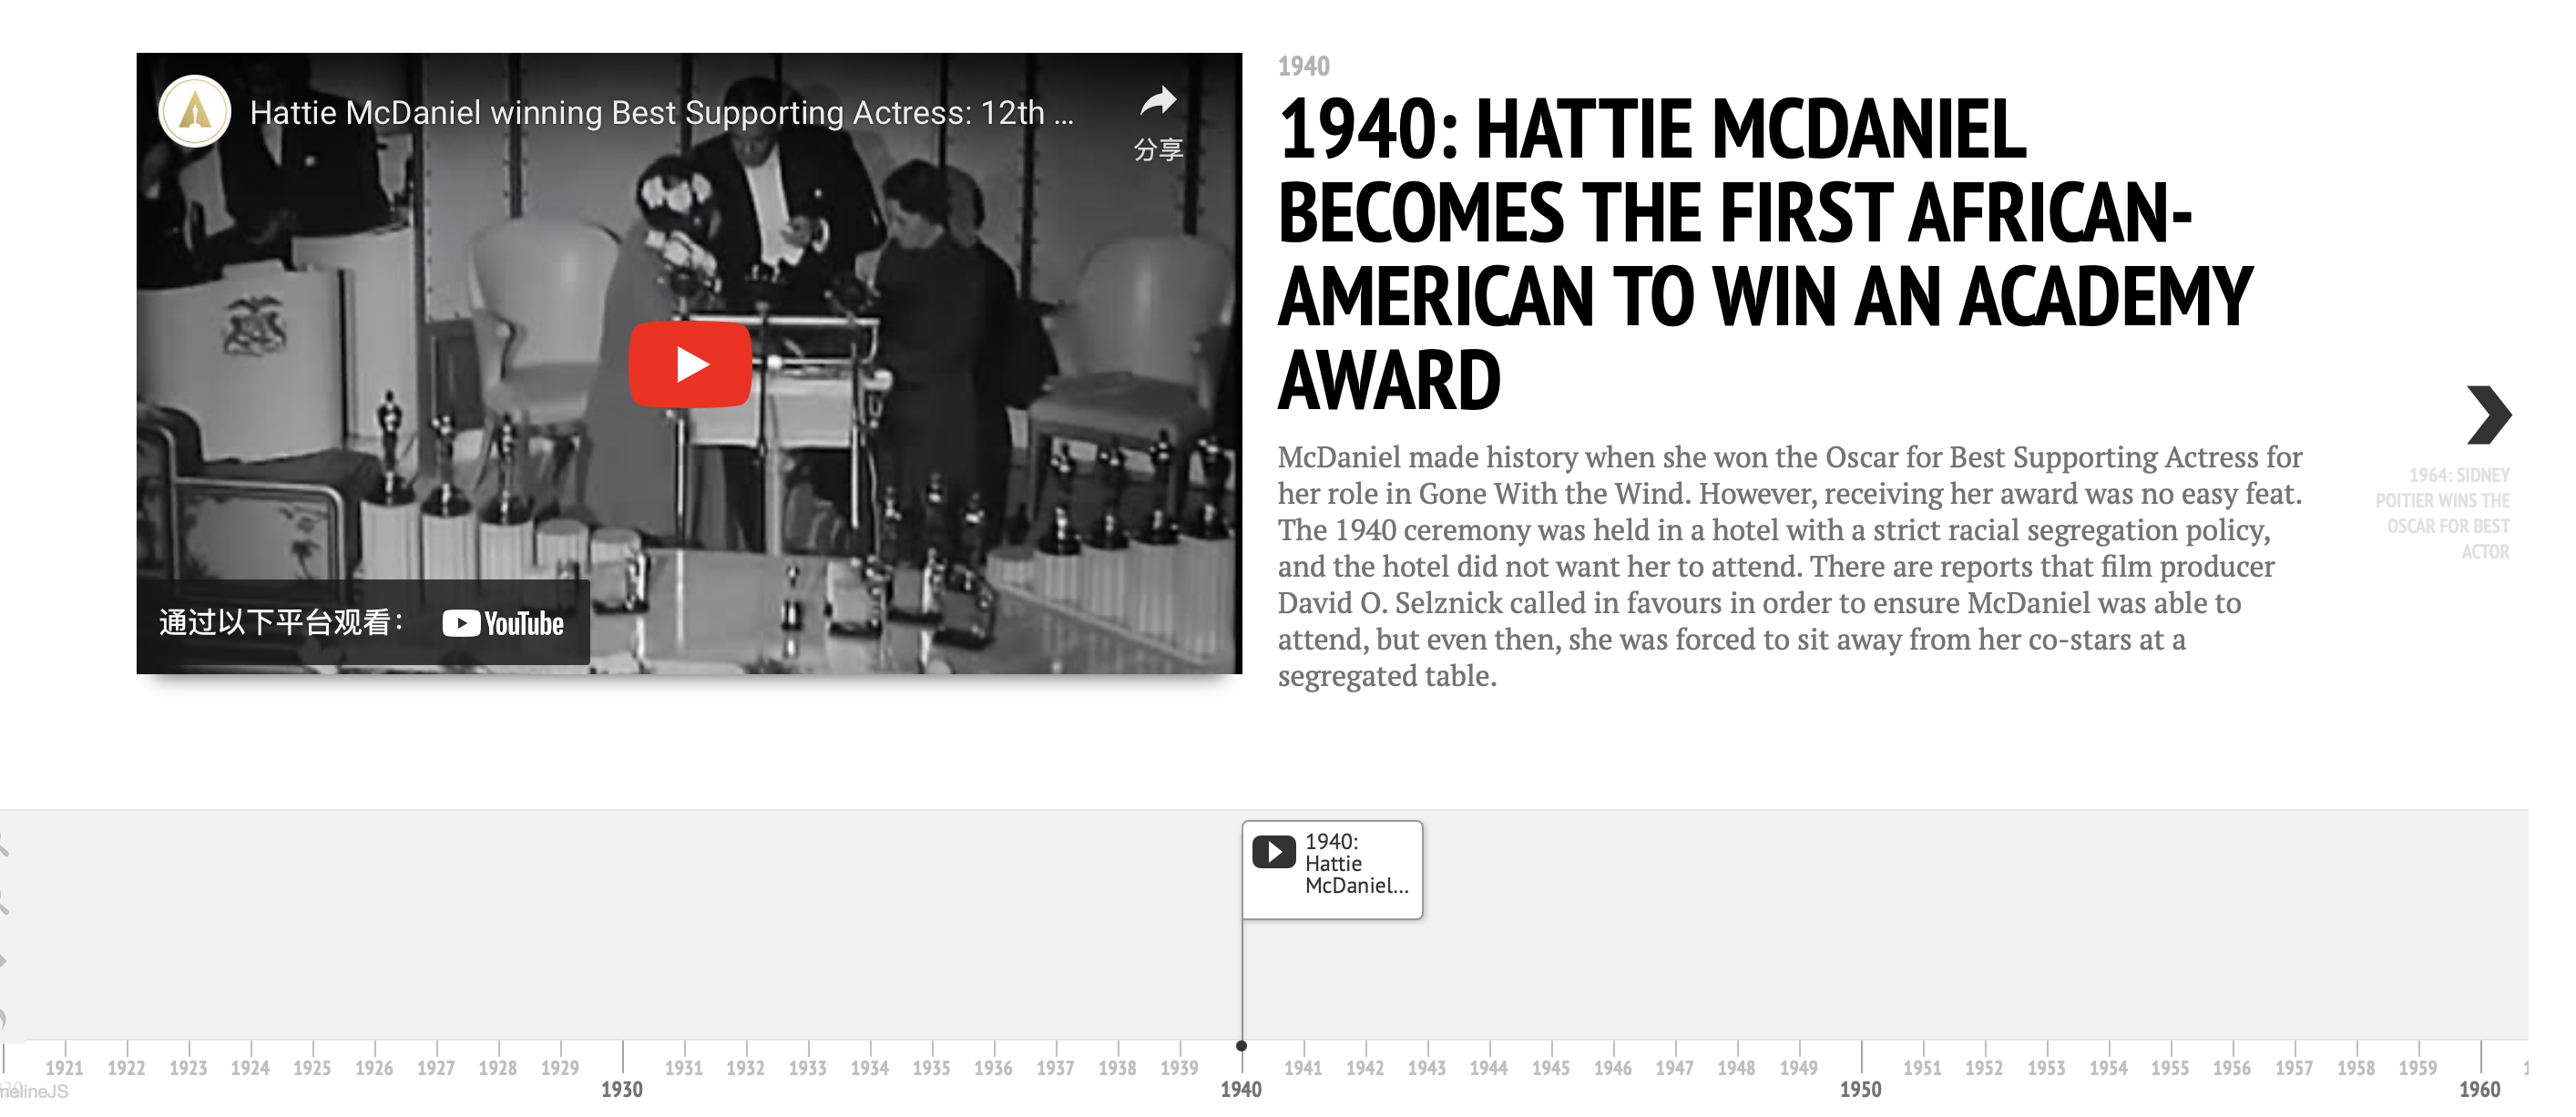 Hattie McDaniel winning Best Supporting Actress: 12th ...
分享
通过以下平台观看：
YouTube
1940
1940: HATTIE MCDANIEL
BECOMES THE FIRST AFRICAN-
AMERICAN TO WIN AN ACADEMY
AWARD
McDaniel made history when she won the Oscar for Best Supporting Actress for
her role in Gone With the Wind. However, receiving her award was no easy feat.
The 1940 ceremony was held in a hotel with a strict racial segregation policy,
and the hotel did not want her to attend. There are reports that film producer
David O. Selznick called in favours in order to ensure McDaniel was able to
attend, but even then, she was forced to sit away from her co-stars at a
segregated table.
1964: SIDNEY
POITIER WINS THE
OSCAR FOR BEST
ACTOR
1940:
Hattie
McDaniel...
1921 1922 1923 1924 1925 1926 1927 1928 1929 1931 1932 1933 1934 1935 1936 1937 1938 1939 1941 1942 1943 1944 1945 1946 1947 1948 1949 1951 1952 1953 1954 1955 1956 1957 1958 1959
1930 1940 1950 1960